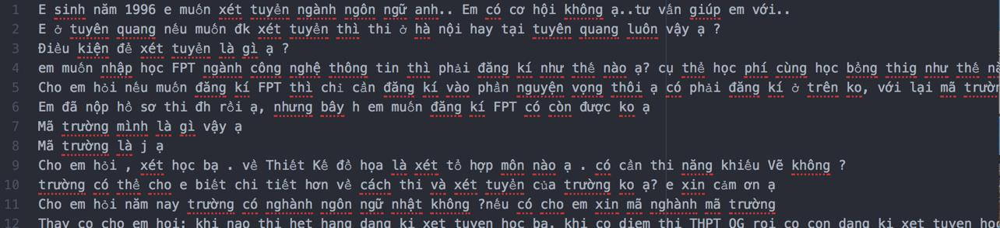 1 E sinh năm 1996 e muốn xét tuyển ngành ngôn ngữ anh.. Em có cơ hội không ạ..tư vấn giúp em với..
2 E ở tuyên quang nếu muốn đk xét tuyển thì thi ở hà nội hay tại tuyên quang luôn vậy ạ ?
3 Điều kiện để xét tuyển là gì ạ ?
4 em muốn nhập học FPT ngành công nghệ thông tin thì phải đăng kí như thế nào ạ? cụ thể học phí cùng học bổng thig như thế nà
5 Cho em hỏi nếu muốn đăng kí FPT thì chỉ cần đăng kí vào phần nguyện vọng thôi ạ có phải đăng kí ở trên ko, với lại mã trườn
6 Em đã nộp hồ sơ thi đh rồi ạ, nhưng bây h em muốn đăng kí FPT có còn được ko ạ
7 Mã trường mình là gì vậy ạ
8 Mã trường là j ạ
9 Cho em hỏi , xét học bạ . về Thiết Kế đồ họa là xét tổ hợp môn nào ạ . có cần thi năng khiếu Vẽ không ?
10 trường có thể cho e biết chi tiết hơn về cách thi và xét tuyển của trường ko ạ? e xin cảm ơn ạ
11 Cho em hỏi năm nay trường có nghành ngôn ngữ nhật không ?nếu có cho em xin mã nghành mã trường
12 Thay co cho em hoi: khi nao thi het hang dang ki xet tuyen hoc ba, khi co diem thi THPT QG roi co con dang ki xet tuyen hoc